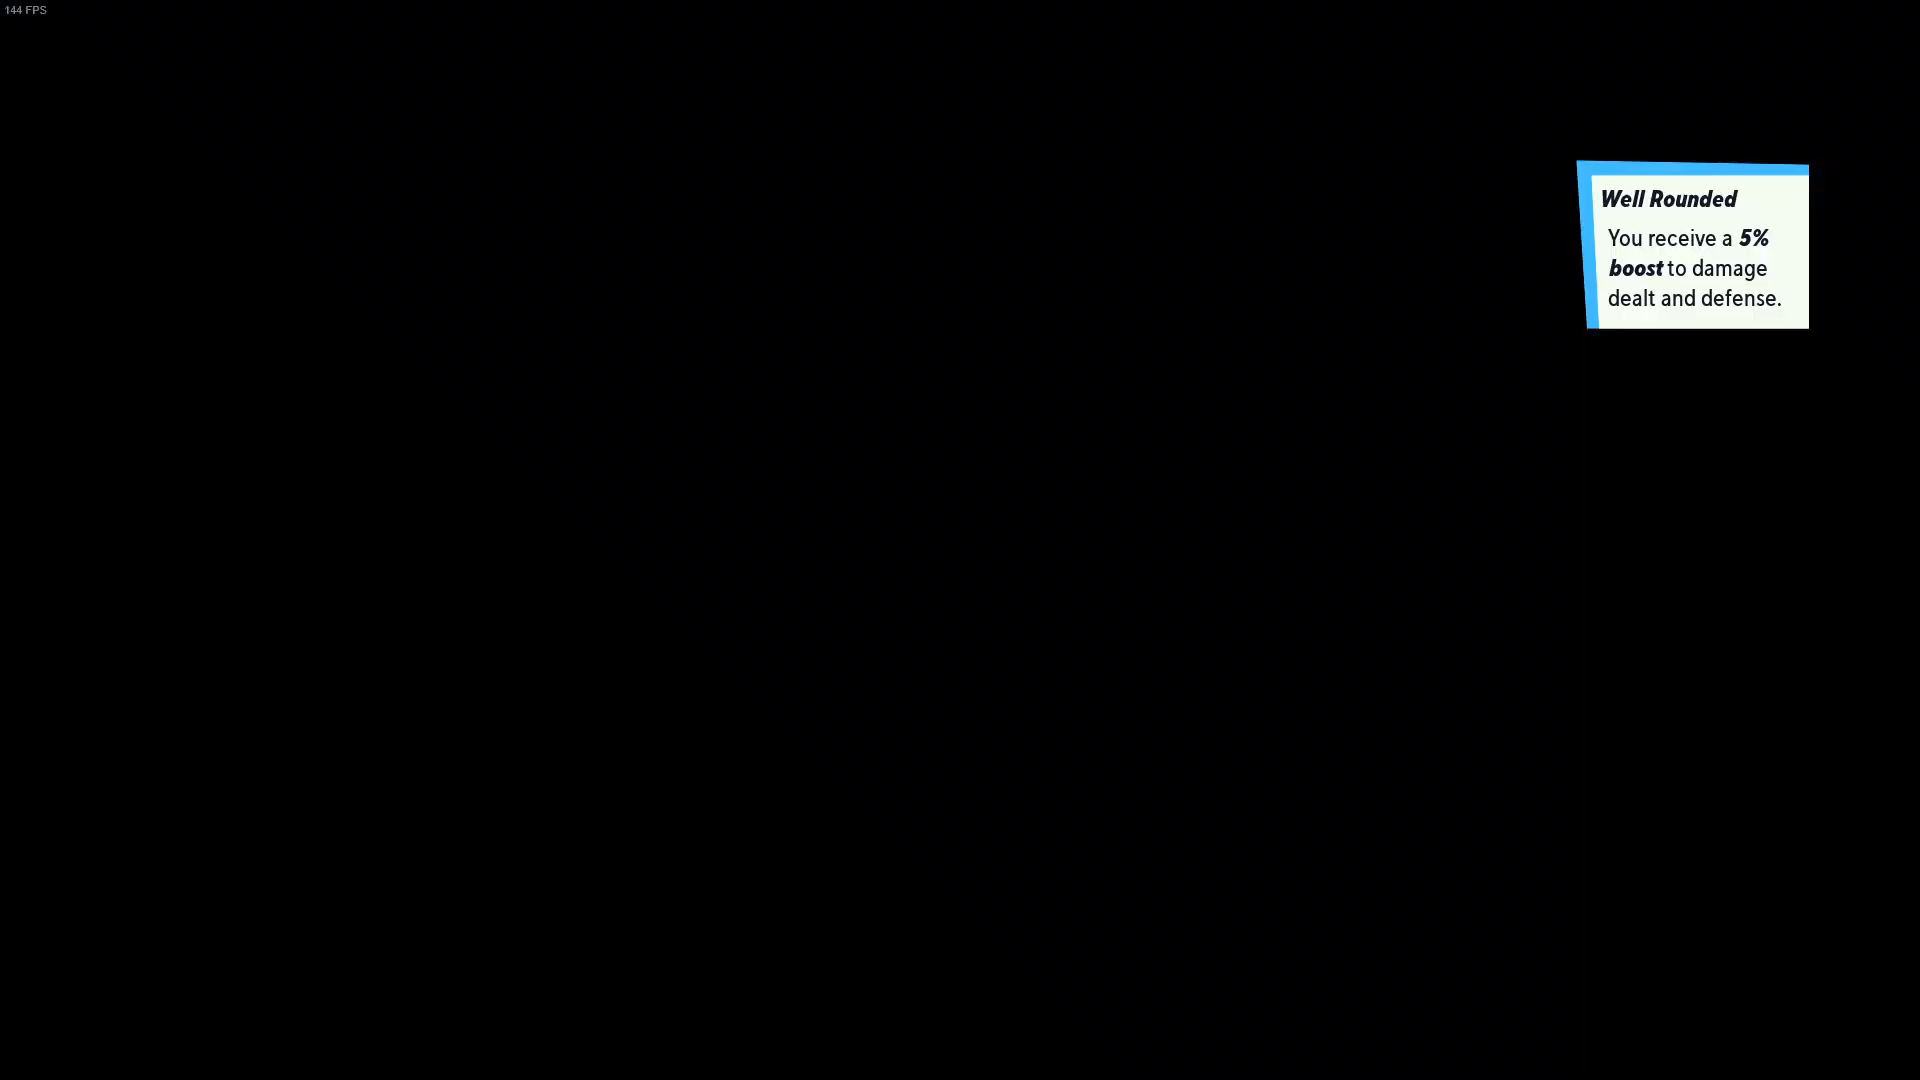 144 FPS
Well Rounded
You receive a 5%
boost to damage
dealt and defense.